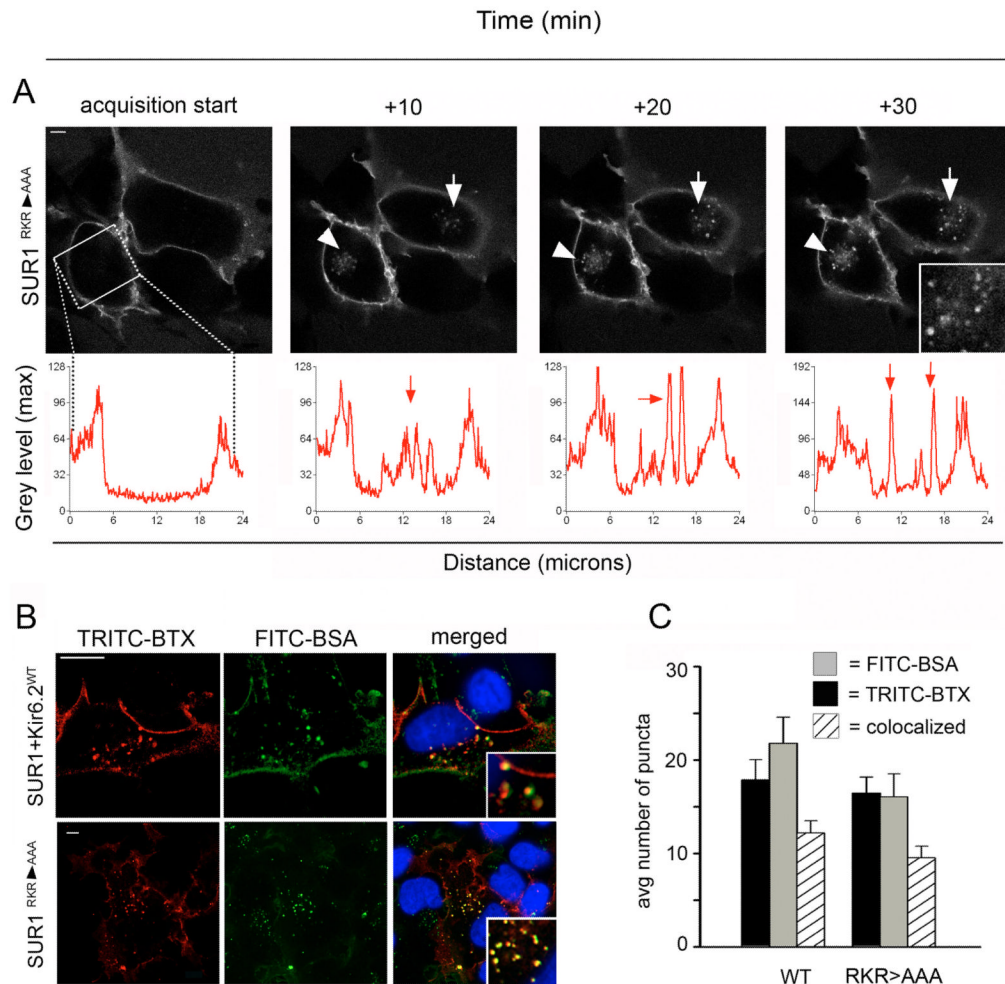 Time (min)
A
acquisition start
+10
+20
+30
SUR1 RKR►AAA
Grey level (max)
128
96
64
32
0
0
6
12
18
24
128
96
64
32
0
0
6
12
18
24
128
96
64
32
0
0
6
12
18
24
192
144
96
48
0
0
6
12
18
24
Distance (microns)
B
TRITC-BTX
FITC-BSA
merged
SUR1+Kir6.2WT
SUR1 RKR►AAA
C
avg number of puncta
30
20
10
0
= FITC-BSA
= TRITC-BTX
= colocalized
WT
RKR>AAA